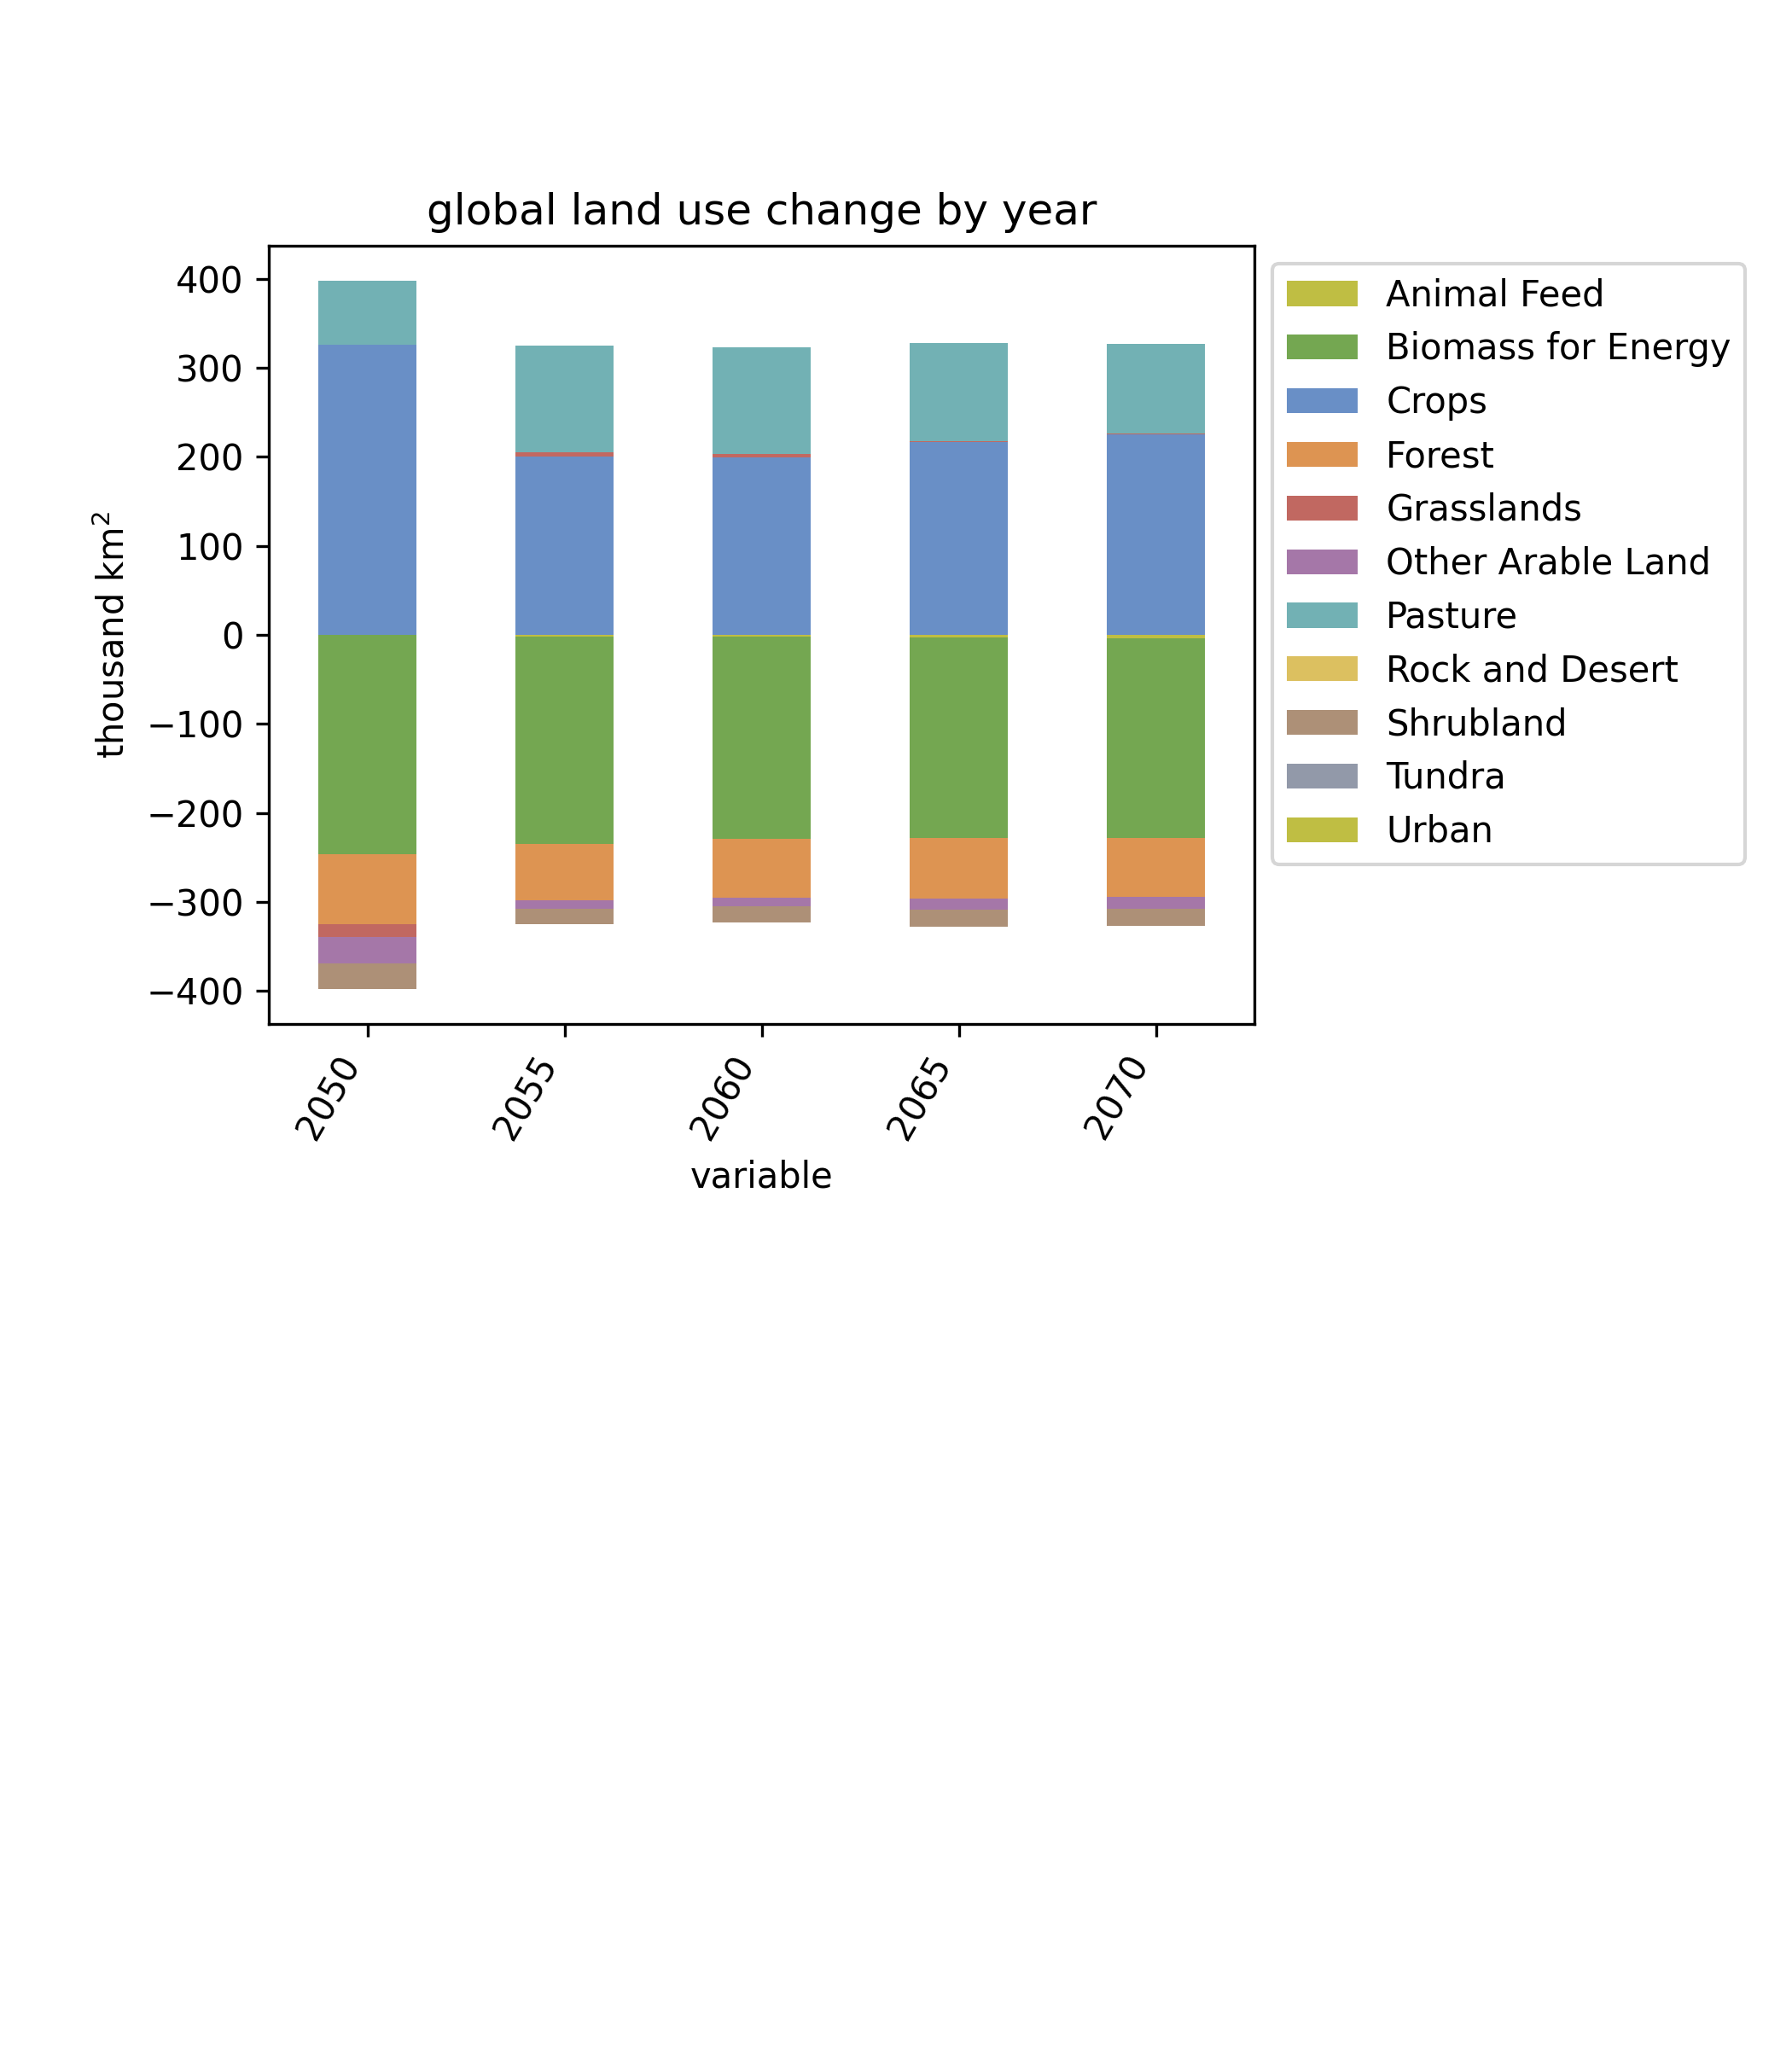 global land use change by year
400
300
200
100
0
−100
−200
−300
−400
thousand km²
2050
2055
2060
2065
2070
variable
Animal Feed
Biomass for Energy
Crops
Forest
Grasslands
Other Arable Land
Pasture
Rock and Desert
Shrubland
Tundra
Urban